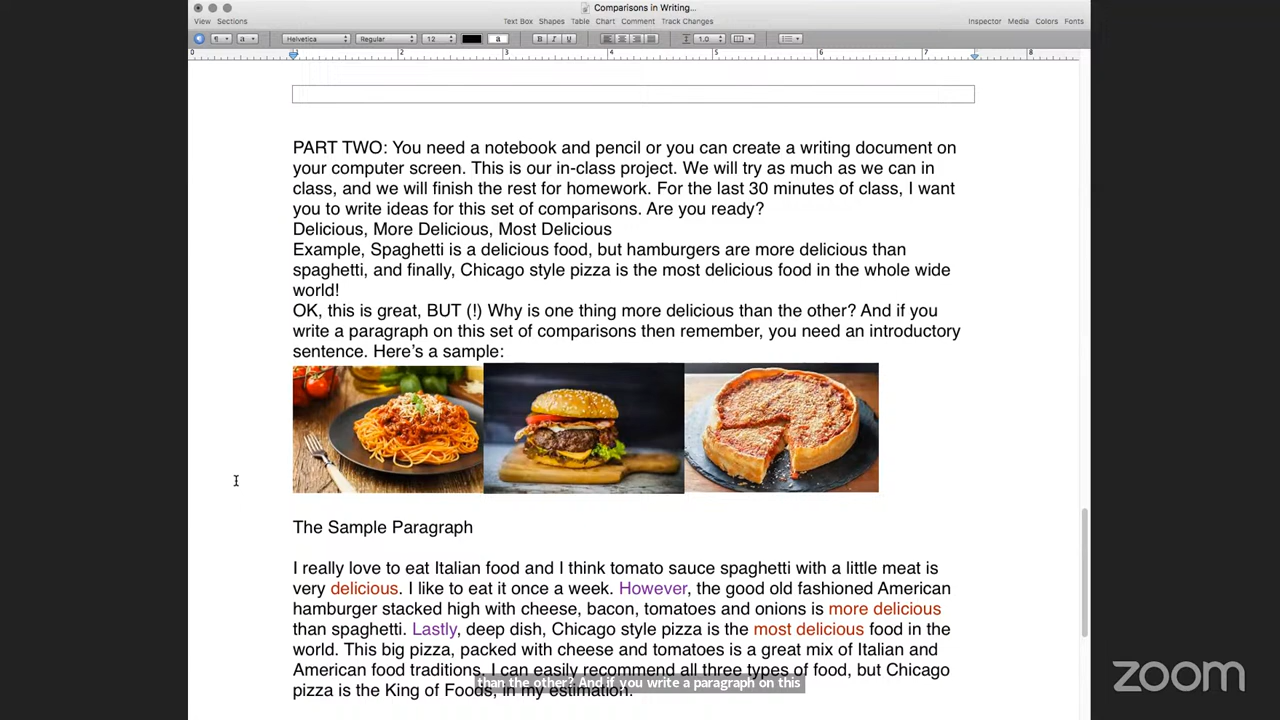 Comparisons in Writing...
View Sections Text Box Shapes Table Chart Comment Track Changes Inspector Media Colors Fonts
¶ a Helvetica Regular 12 a B I U 1.0
0 1 2 3 4 5 6 7 8
PART TWO: You need a notebook and pencil or you can create a writing document on
your computer screen. This is our in-class project. We will try as much as we can in
class, and we will finish the rest for homework. For the last 30 minutes of class, I want
you to write ideas for this set of comparisons. Are you ready?
Delicious, More Delicious, Most Delicious
Example, Spaghetti is a delicious food, but hamburgers are more delicious than
spaghetti, and finally, Chicago style pizza is the most delicious food in the whole wide
world!
OK, this is great, BUT (!) Why is one thing more delicious than the other? And if you
write a paragraph on this set of comparisons then remember, you need an introductory
sentence. Here's a sample:
The Sample Paragraph
I really love to eat Italian food and I think tomato sauce spaghetti with a little meat is
very delicious. I like to eat it once a week. However, the good old fashioned American
hamburger stacked high with cheese, bacon, tomatoes and onions is more delicious
than spaghetti. Lastly, deep dish, Chicago style pizza is the most delicious food in the
world. This big pizza, packed with cheese and tomatoes is a great mix of Italian and
American food traditions. I can easily recommend all three types of food, but Chicago
pizza is the King of Foods, in my estimation.
than the other? And if you write a paragraph on this
zoom